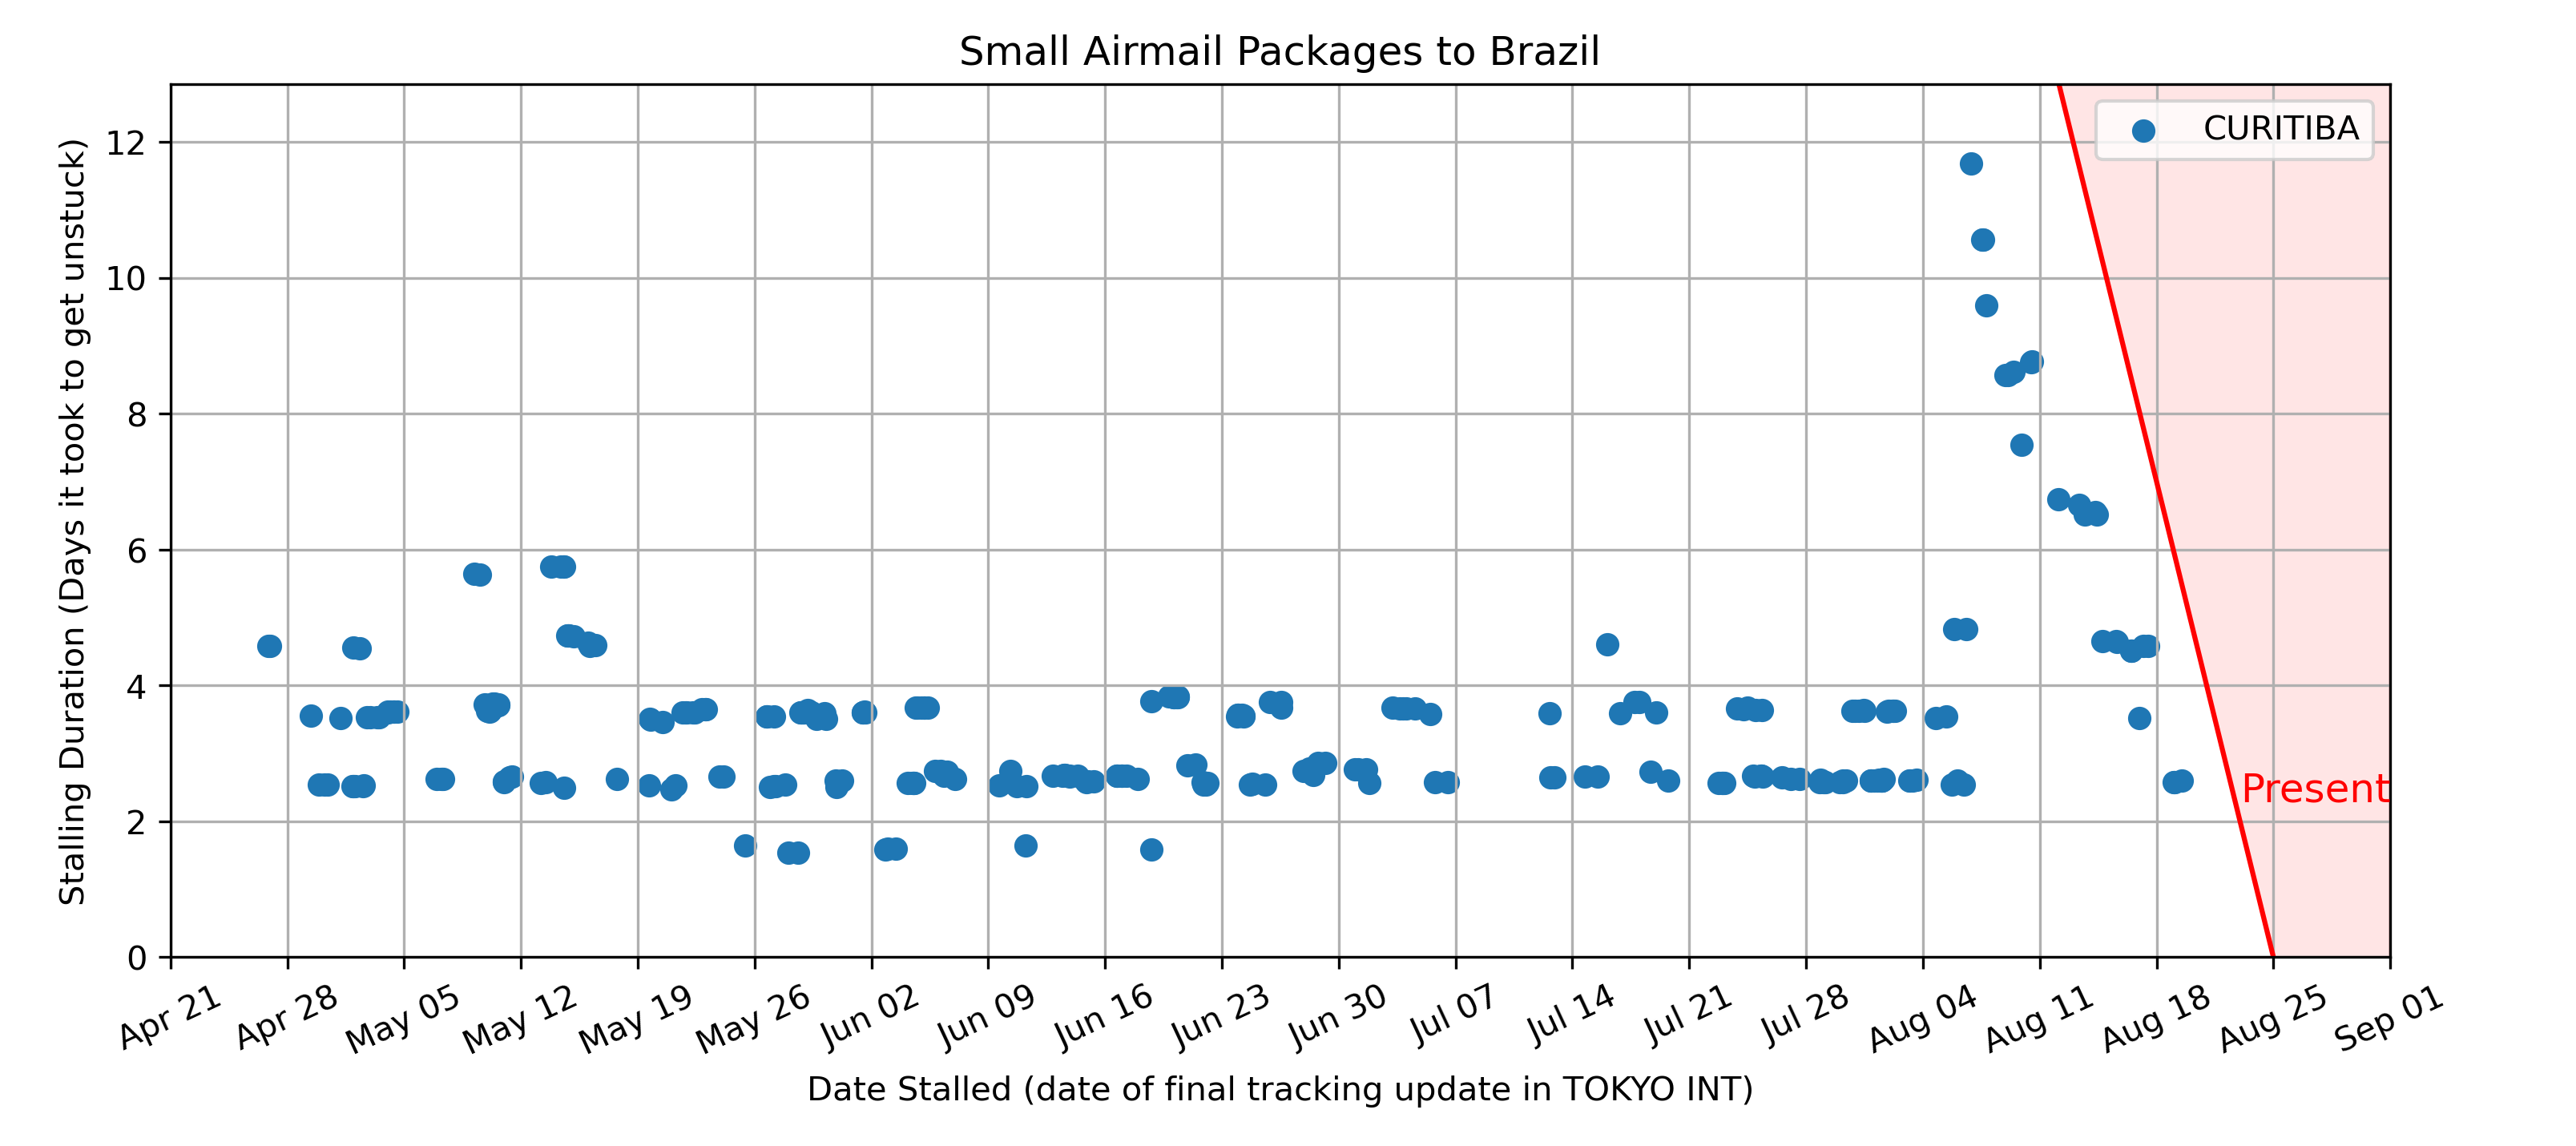 Small Airmail Packages to Brazil
CURITIBA
Stalling Duration (Days it took to get unstuck)
12
10
8
6
4
2
0
Present
Apr 21
Apr 28
May 05
May 12
May 19
May 26
Jun 02
Jun 09
Jun 16
Jun 23
Jun 30
Jul 07
Jul 14
Jul 21
Jul 28
Aug 04
Aug 11
Aug 18
Aug 25
Sep 01
Date Stalled (date of final tracking update in TOKYO INT)